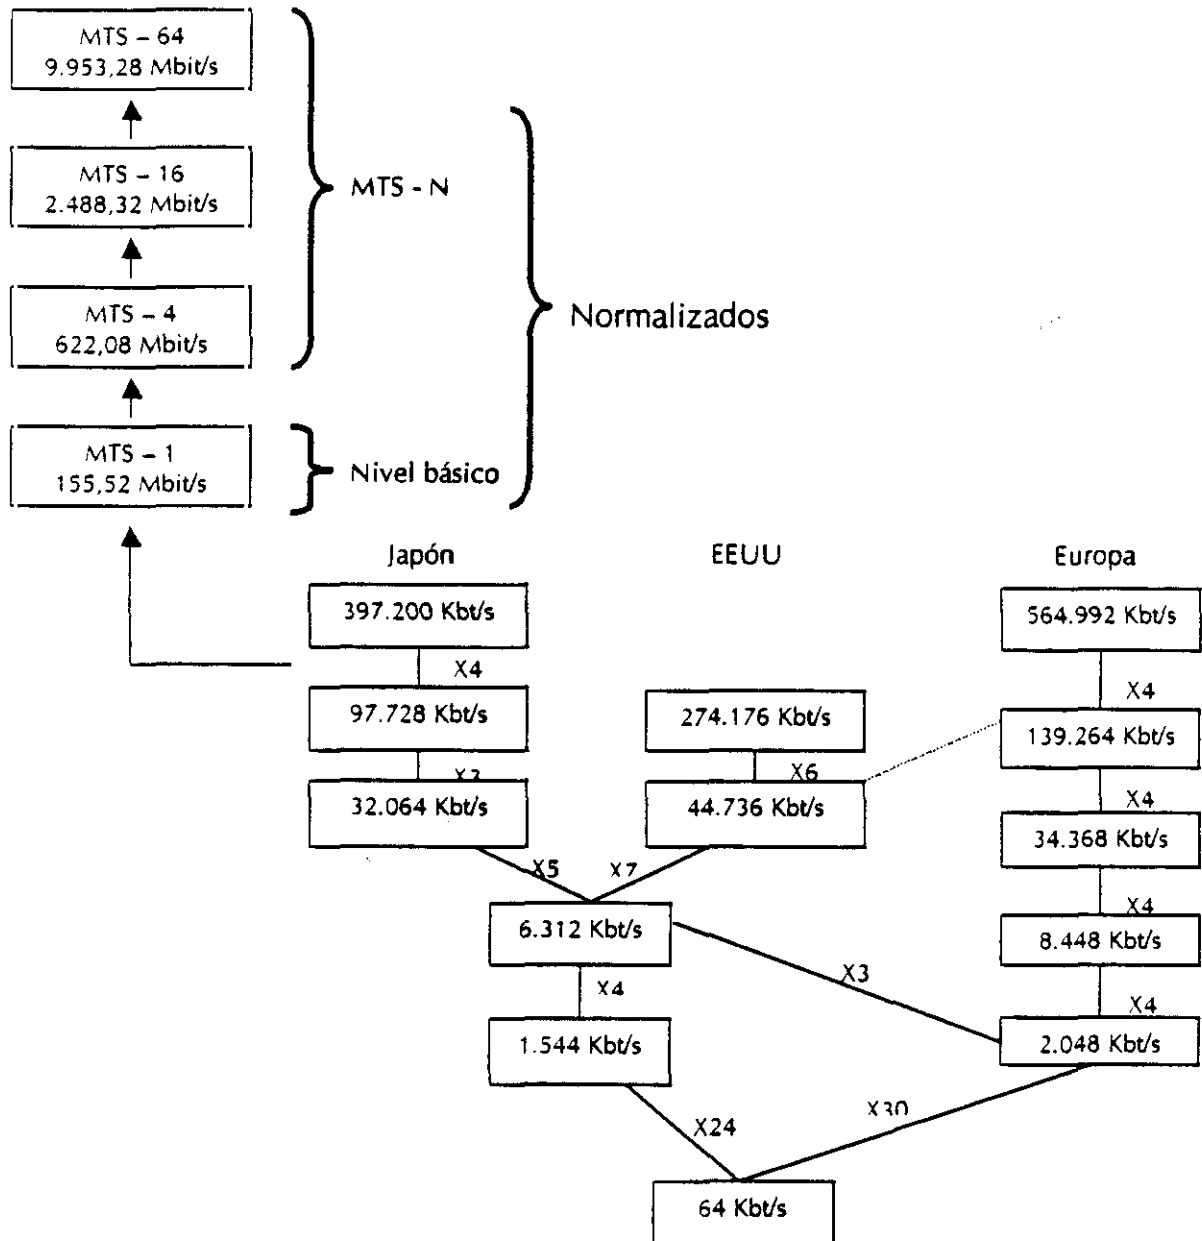 MTS – 64
9.953,28 Mbit/s
MTS – 16
2.488,32 Mbit/s
MTS - N
MTS – 4
622,08 Mbit/s
Normalizados
MTS – 1
155,52 Mbit/s
Nivel básico
Japón
EEUU
Europa
397.200 Kbt/s
564.992 Kbt/s
X4
X4
97.728 Kbt/s
274.176 Kbt/s
139.264 Kbt/s
X3
X6
X4
32.064 Kbt/s
44.736 Kbt/s
34.368 Kbt/s
X5
X7
X4
6.312 Kbt/s
8.448 Kbt/s
X3
X4
X4
1.544 Kbt/s
2.048 Kbt/s
X24
X30
64 Kbt/s